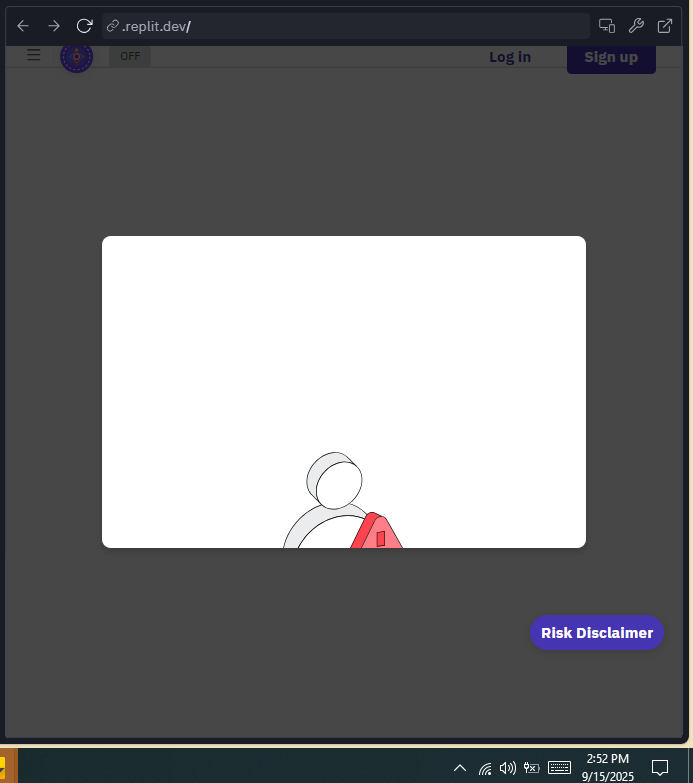 .replit.dev/
OFF
Log in
Sign up
Risk Disclaimer
2:52 PM
9/15/2025